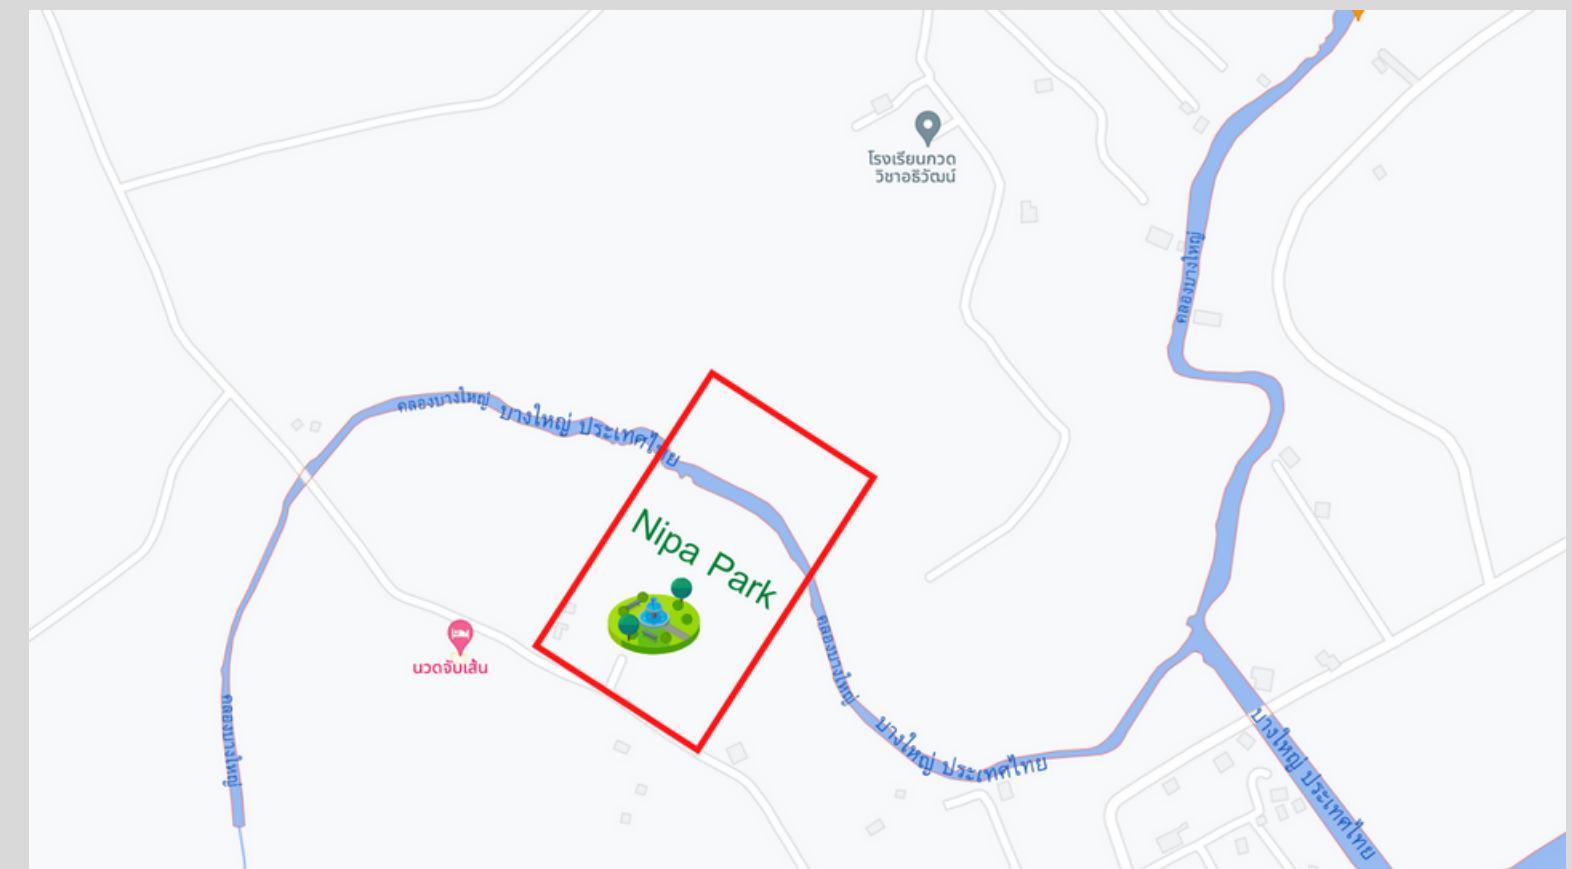 โรงเรียนกวด
วิชาอธิวัฒน์
คลองบางใหญ่
คลองบางใหญ่
บางใหญ่ ประเทศไทย
Nipa Park
คลองบางใหญ่
นวดจับเส้น
คลองบางใหญ่
บางใหญ่ ประเทศไทย
บางใหญ่ ประเทศไทย